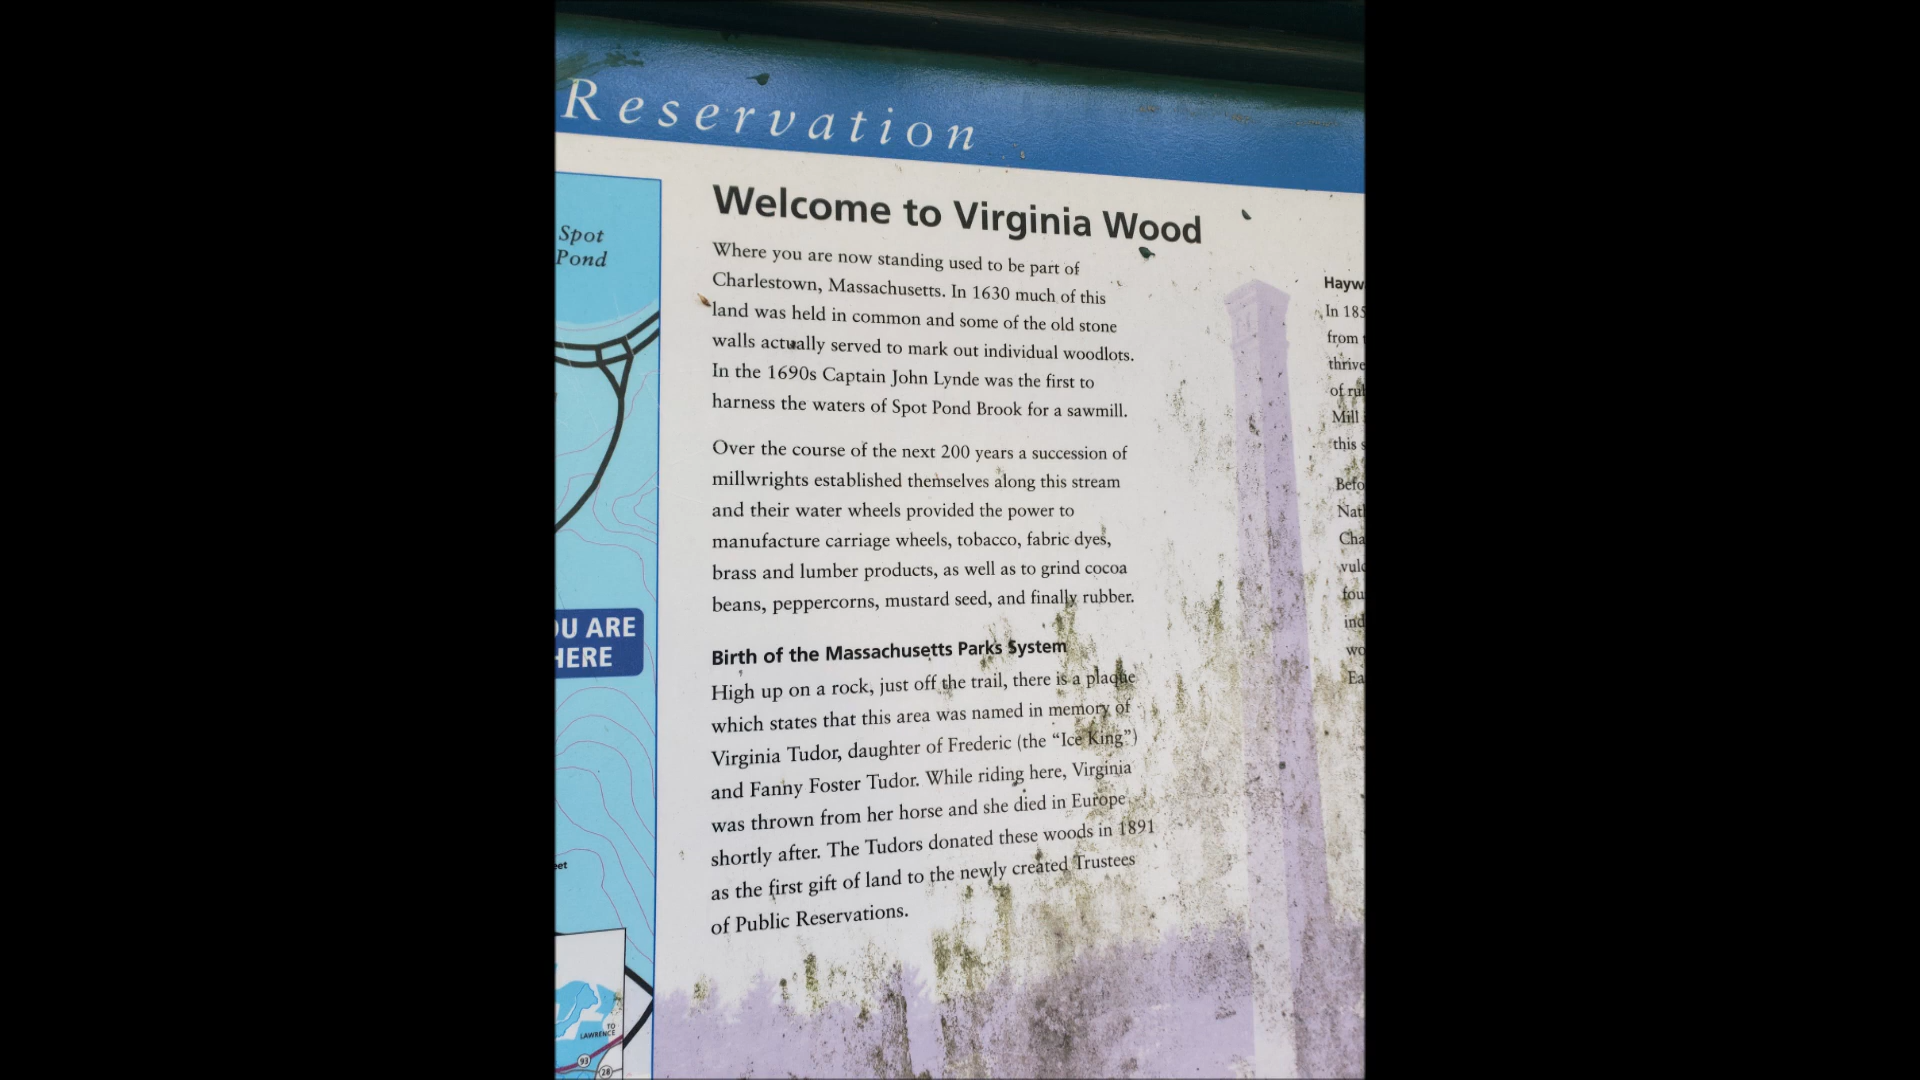 Reservation
Spot
Pond
ARE
Welcome to Virginia Wood
Where you are now standing used to be part of
Charlestown, Massachusetts. In 1630 much of this
land was held in common and some of the old stone
walls actually served to mark out individual woodlots.
In the 1690s Captain John Lynde was the first to
harness the waters of Spot Pond Brook for a sawmill.
Over the course of the next 200 years a succession of
millwrights established themselves along this stream
and their water wheels provided the power to
manufacture carriage wheels, tobacco, fabric dyes,
brass and lumber products, as well as to grind cocoa
beans, peppercorns, mustard seed, and finally rubber.
Birth of the Massachusetts Parks System
High up on a rock, just off the trail, there is a plaque
which states that this area was named in memory of
Virginia Tudor, daughter of Frederic (the “Ice King”)
and Fanny Foster Tudor. While riding here, Virginia
was thrown from her horse and she died in Europe
shortly after. The Tudors donated these woods in 1891
as the first gift of land to the newly created Trustees
of Public Reservations.
In
from
Mill
this
TO
LAWRENCE
93
28